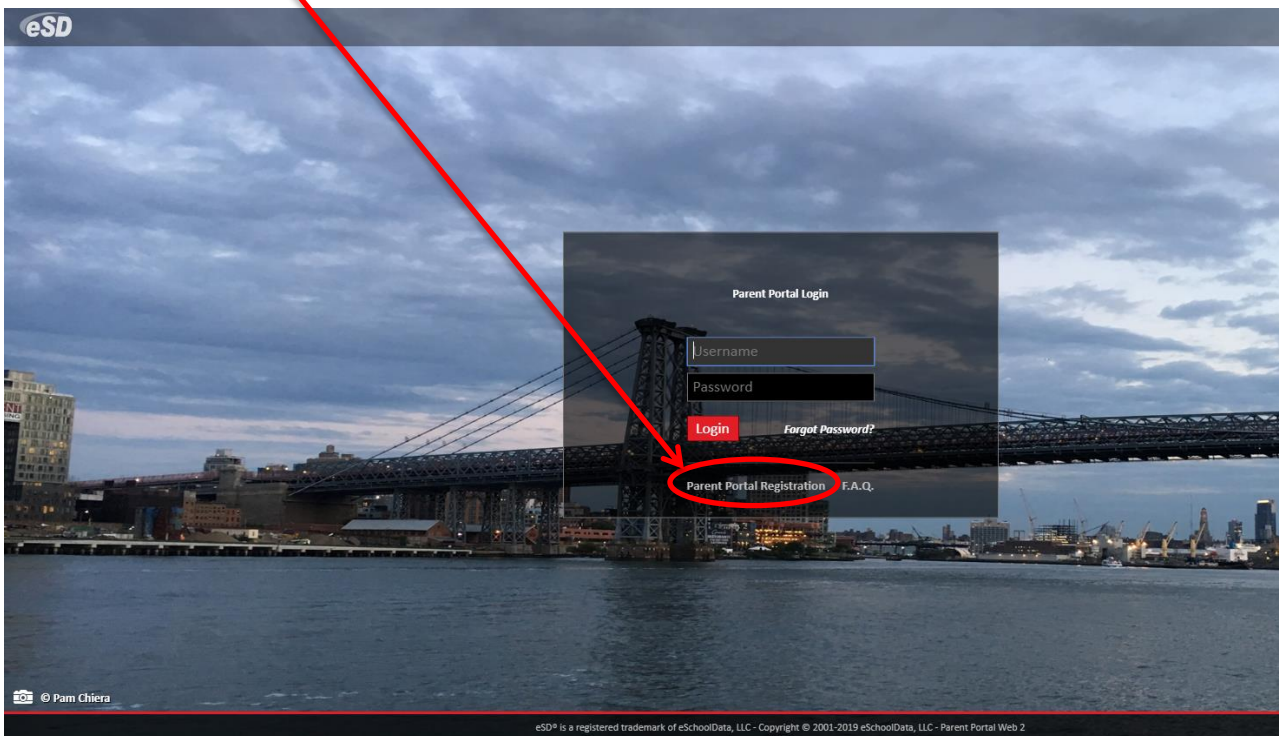 eSD
Parent Portal Login
Username
Password
Login Forgot Password?
Parent Portal Registration F.A.Q.
© Pam Chiera
eSD® is a registered trademark of eSchoolData, LLC - Copyright © 2001-2019 eSchoolData, LLC - Parent Portal Web 2